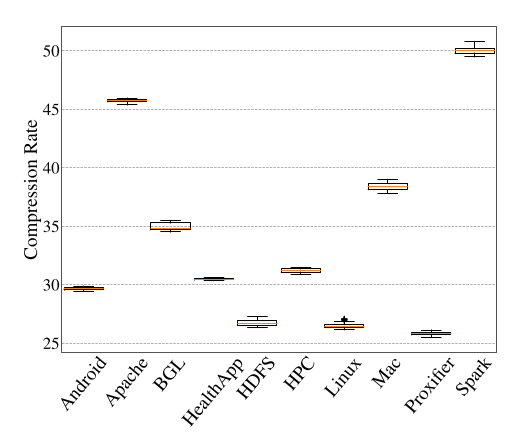 Compression Rate
50
45
40
35
30
25
Android
Apache
BGL
HealthApp
HDFS
HPC
Linux
Mac
Proxifier
Spark